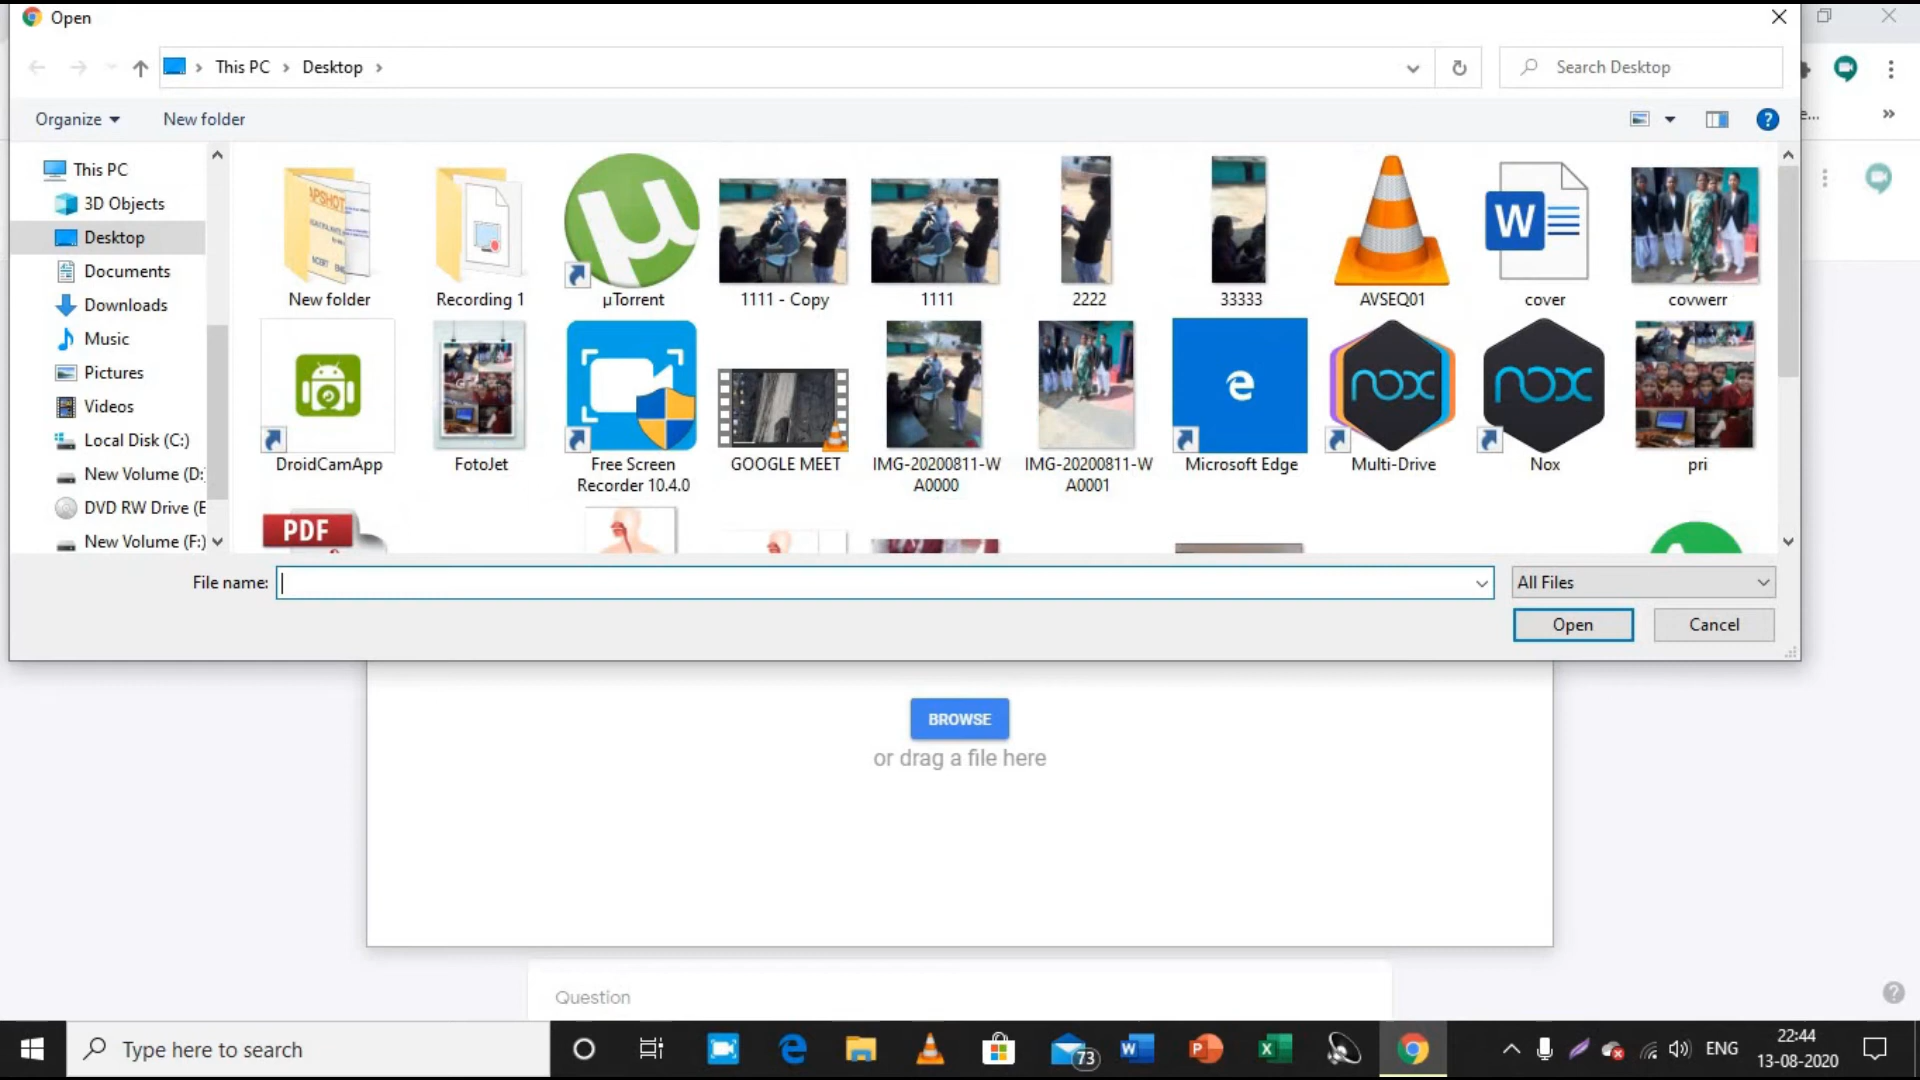 Open
This PC
Desktop
Search Desktop
Organize
New folder
e...
This PC
3D Objects
Desktop
Documents
Downloads
Music
Pictures
Videos
Local Disk (C:)
New Volume (D:
DVD RW Drive (E
New Volume (F:)
New folder
Recording 1
µTorrent
1111 - Copy
1111
2222
33333
AVSEQ01
cover
covwerr
DroidCamApp
FotoJet
Free Screen
Recorder 10.4.0
GOOGLE MEET
IMG-20200811-W
A0000
IMG-20200811-W
A0001
Microsoft Edge
Multi-Drive
Nox
pri
PDF
File name:
All Files
Open
Cancel
BROWSE
or drag a file here
Question
Type here to search
73
ENG
22:44
13-08-2020